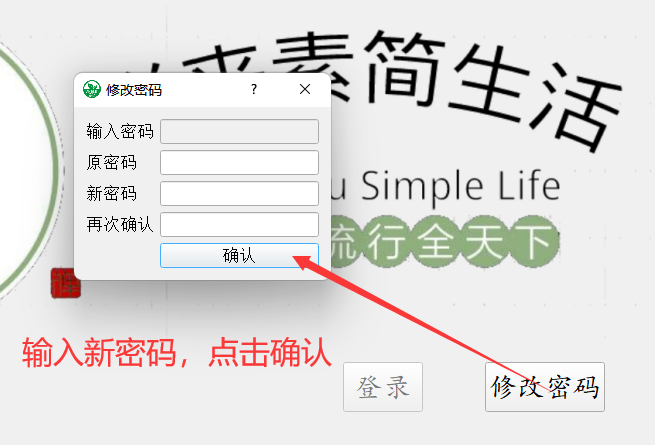 来素简生活
修改密码
?
输入密码
原密码
新密码
再次确认
确认
u Simple Life
流行全天下
输入新密码，点击确认
登录
修改密码